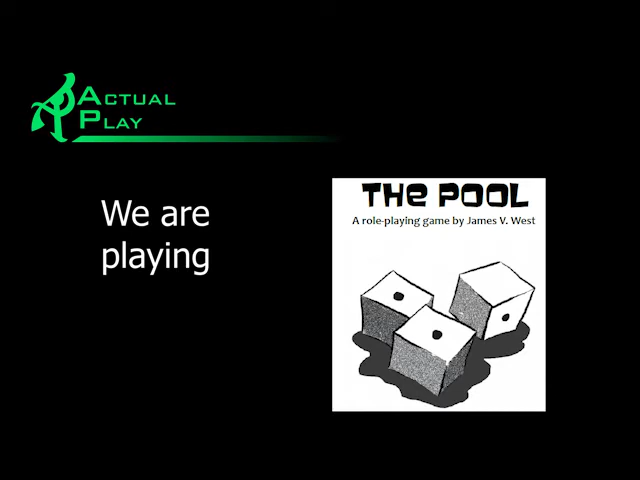 Actual
Play
We are
playing
THE POOL
A role-playing game by James V. West